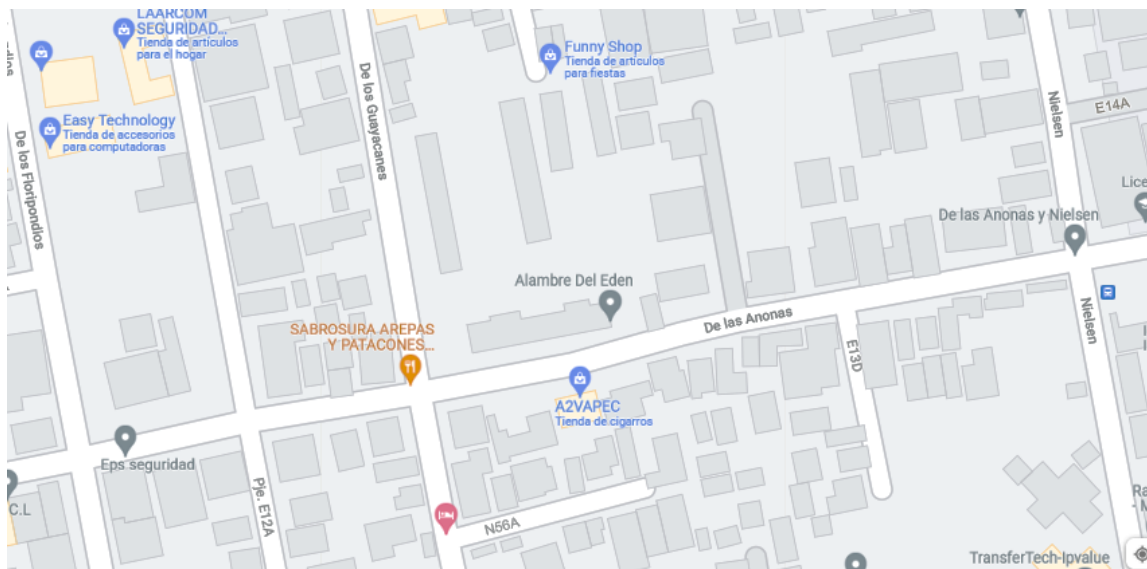 LAARCOM
SEGURIDAD...
Tienda de artículos
para el hogar
Funny Shop
Tienda de artículos
para fiestas
De los Guayacanes
Nielsen
E14A
Easy Technology
Tienda de accesorios
para computadoras
De los Floripondios
De las Anonas y Nielsen
Alambre Del Eden
De las Anonas
Nielsen
SABROSURA AREPAS
Y PATACONES...
E13D
A2VAPEC
Tienda de cigarros
Eps seguridad
Pje. E12A
C.L
N56A
TransferTech-Ipvalue